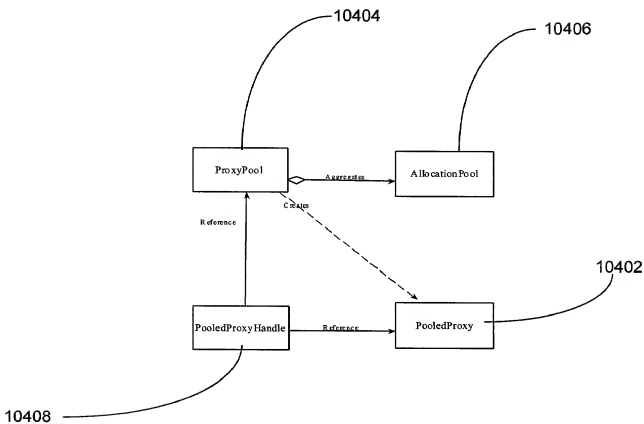 10404
10406
ProxyPool
Aggregates
AllocationPool
Creates
Reference
10402
PooledProxyHandle
Reference
PooledProxy
10408